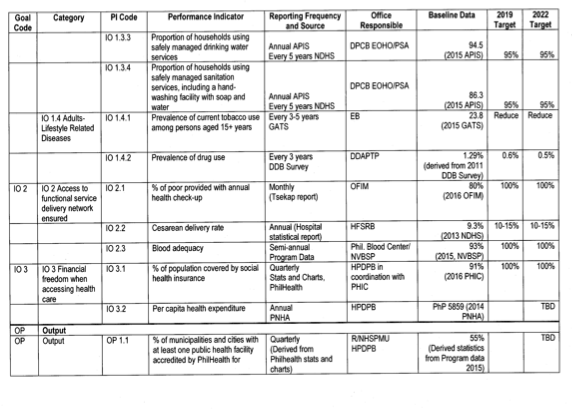 Goal Code Category PI Code Performance Indicator Reporting Frequency and Source Office Responsible Baseline Data 2019 Target 2022 Target
IO 1.3.3 Proportion of households using safely managed drinking water services Annual APIS Every 5 years NDHS DPCB EOHO/PSA 94.5 (2015 APIS) 95% 95%
IO 1.3.4 Proportion of households using safely managed sanitation services, including a hand-washing facility with soap and water Annual APIS Every 5 years NDHS DPCB EOHO/PSA 86.3 (2015 APIS) 95% 95%
IO 1.4 Adults-Lifestyle Related Diseases IO 1.4.1 Prevalence of current tobacco use among persons aged 15+ years Every 3-5 years GATS EB 23.8 (2015 GATS) Reduce Reduce
IO 1.4.2 Prevalence of drug use Every 3 years DDB Survey DDAPTP 1.29% (derived from 2011 DDB Survey) 0.6% 0.5%
IO 2 IO 2 Access to functional service delivery network ensured IO 2.1 % of poor provided with annual health check-up Monthly (Tsekap report) OFIM 80% (2016 OFIM) 100% 100%
IO 2.2 Cesarean delivery rate Annual (Hospital statistical report) HFSRB 9.3% (2013 NDHS) 10-15% 10-15%
IO 2.3 Blood adequacy Semi-annual Program Data Phil. Blood Center/ NVBSP 93% (2015, NVBSP) 100% 100%
IO 3 IO 3 Financial freedom when accessing health care IO 3.1 % of population covered by social health insurance Quarterly Stats and Charts, PhilHealth HPDPB in coordination with PHIC 91% (2016 PHIC) 100% 100%
IO 3.2 Per capita health expenditure Annual PNHA HPDPB PhP 5859 (2014 PNHA) TBD
OP Output
OP Output OP 1.1 % of municipalities and cities with at least one public health facility accredited by PhilHealth for Quarterly (Derived from Philhealth stats and charts) R/NHSPMU HPDPB 55% (Derived statistics from Program data 2015) TBD